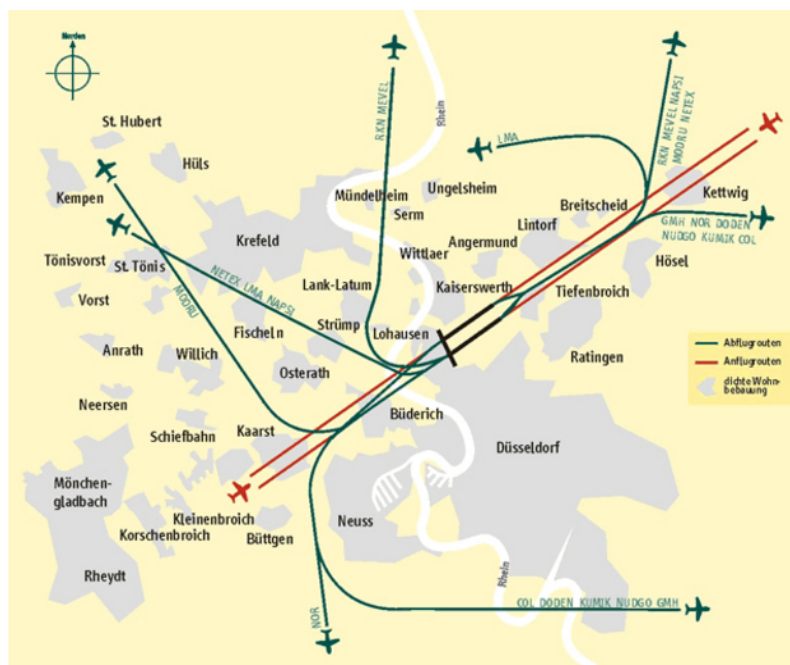 Norden
RKN MEVEL
Rhein
LMA
RKN MEVEL NAPSI
MODRU NETEX
St. Hubert
Hüls
Kempen
Mündelheim
Ungelsheim
Serm
Breitscheid
Kettwig
GMH NOR DODEN
NUDGO KUMIK COL
Krefeld
Wittlaer
Angermund
Lintorf
Hösel
Tönisvorst
St. Tönis
NETEX LMA NAPSI
Lank-Latum
Kaiserswerth
Tiefenbroich
Vorst
MODRU
Fischeln
Strümp
Lohausen
Anrath
Willich
Osterath
Ratingen
Abflugrouten
Anflugrouten
dichte Wohn-
bebauung
Neersen
Schiefbahn
Kaarst
Büderich
Düsseldorf
Mönchen-
gladbach
Kleinenbroich
Korschenbroich
Büttgen
Neuss
Rheydt
Rhein
NOR
COL DODEN KUMIK NUDGO GMH